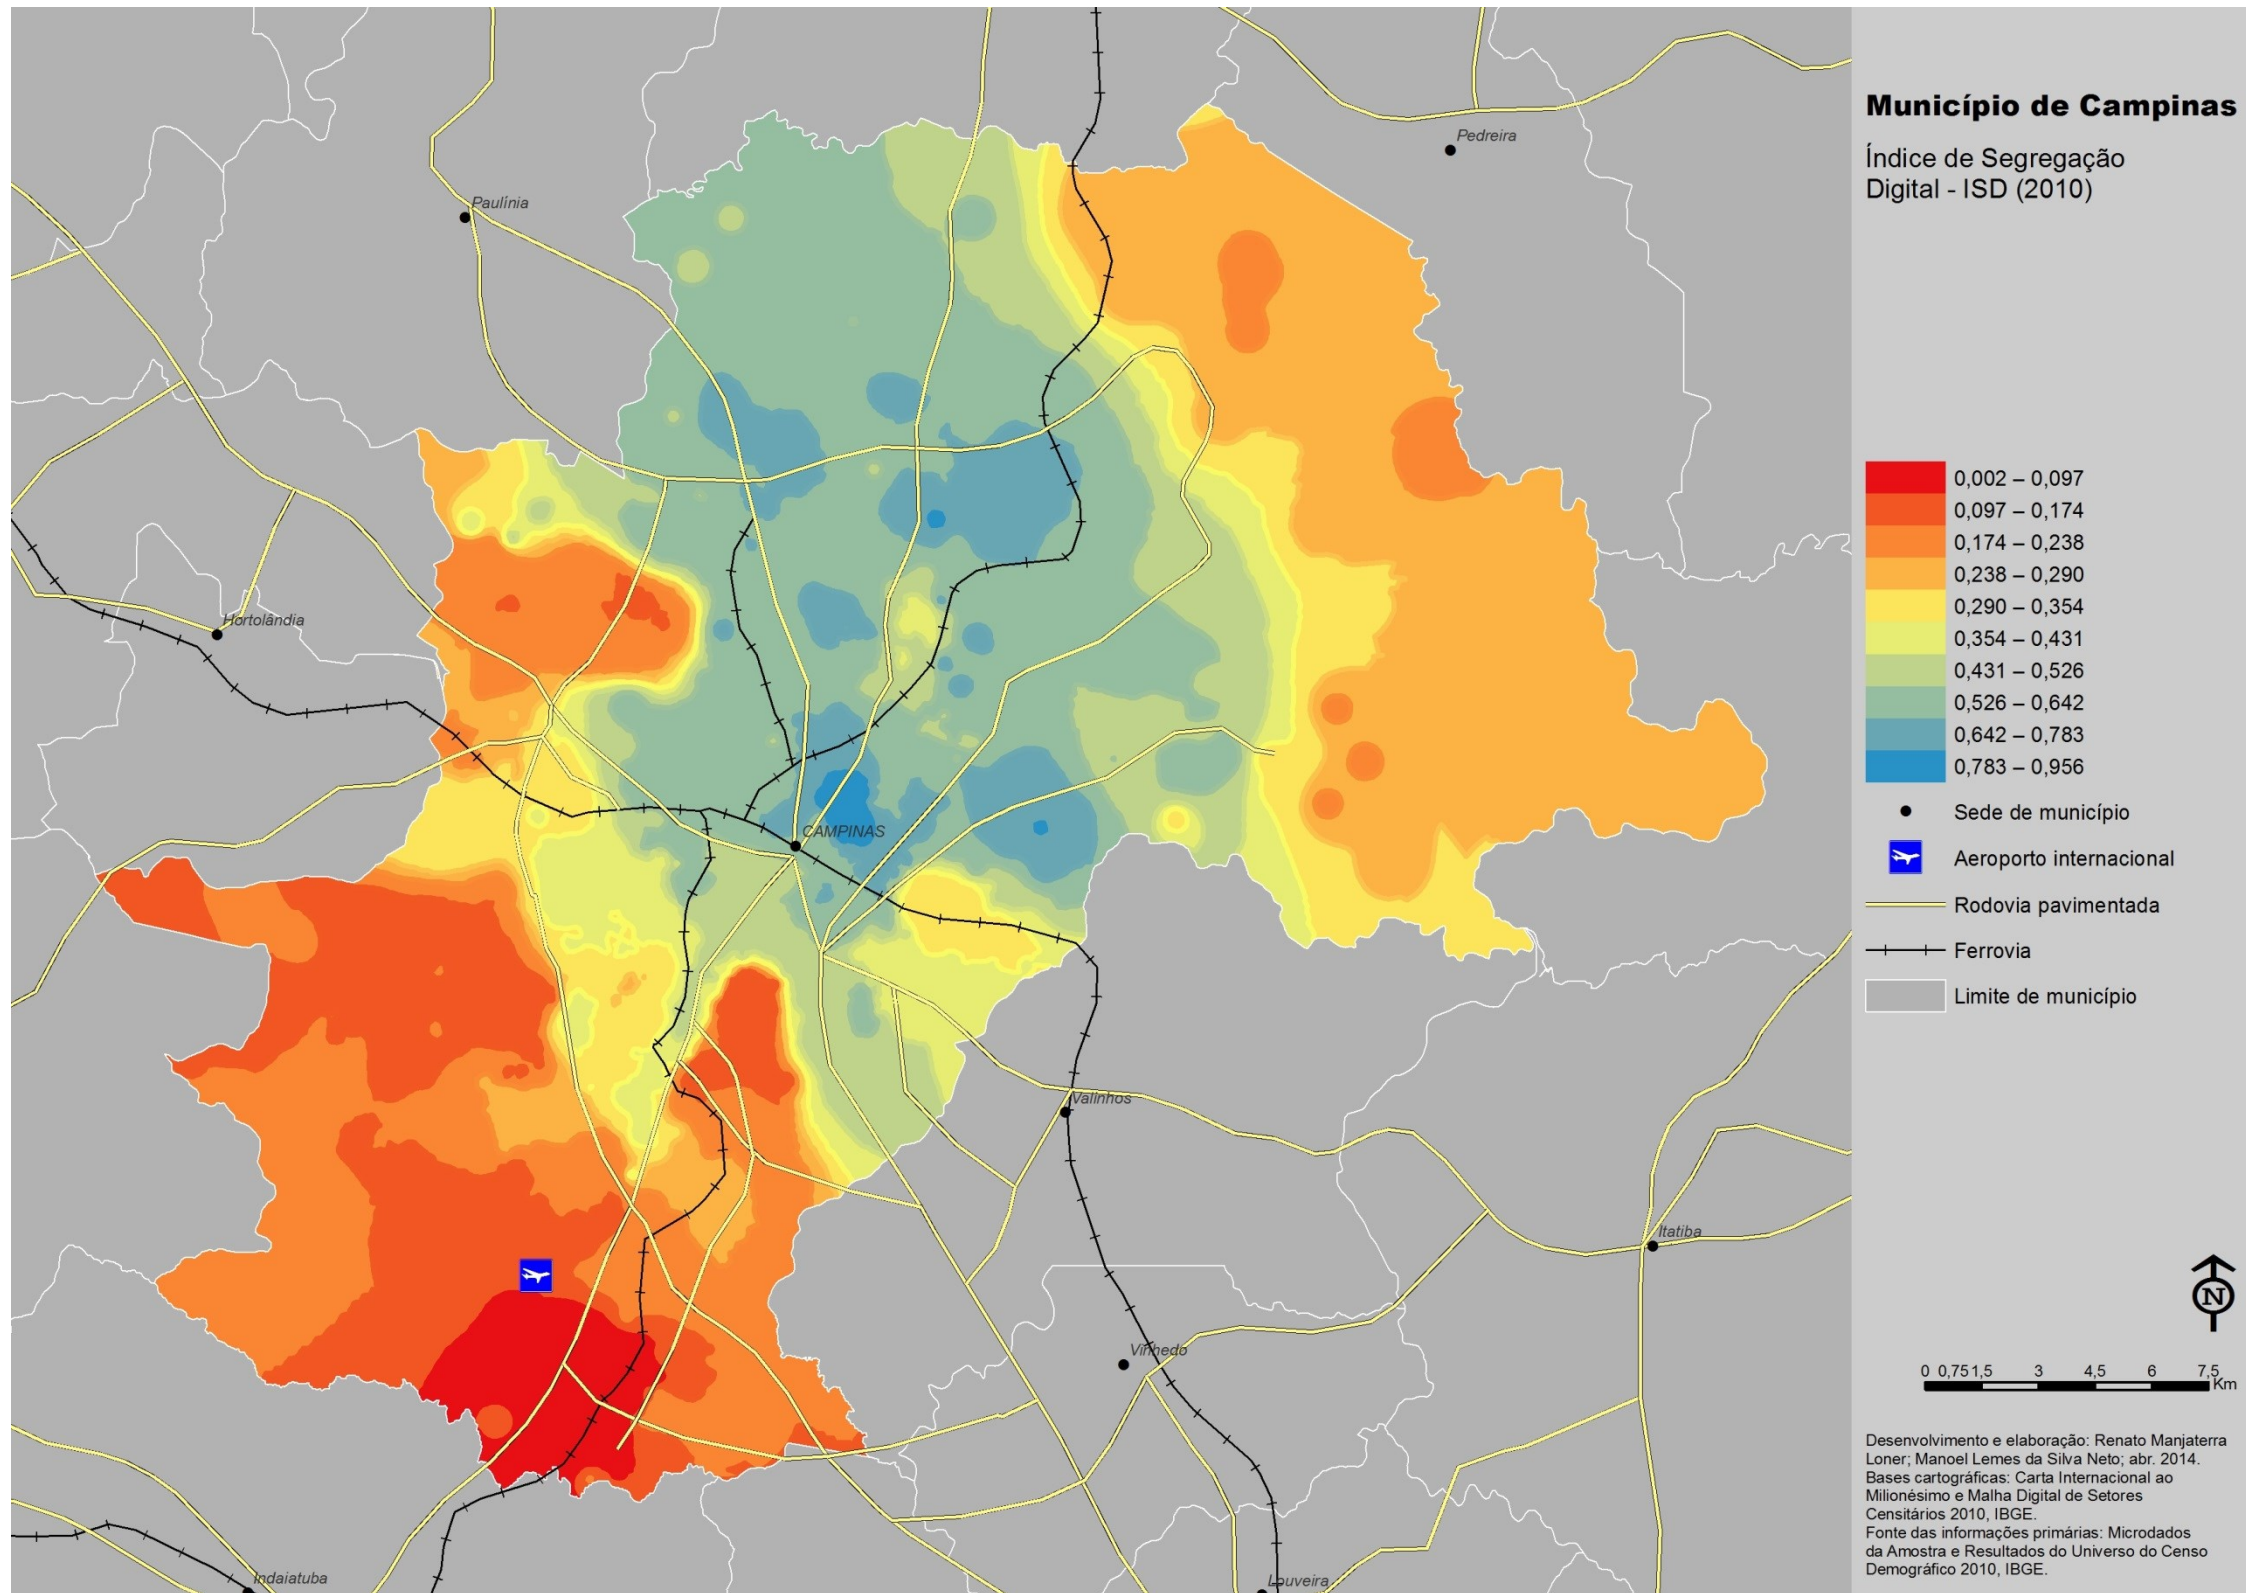 Município de Campinas
Índice de Segregação
Digital - ISD (2010)
Pedreira
Paulínia
Hortolândia
CAMPINAS
Valinhos
Itatiba
Vinhedo
Indaiatuba
Louveira
0,002 – 0,097
0,097 – 0,174
0,174 – 0,238
0,238 – 0,290
0,290 – 0,354
0,354 – 0,431
0,431 – 0,526
0,526 – 0,642
0,642 – 0,783
0,783 – 0,956
Sede de município
Aeroporto internacional
Rodovia pavimentada
Ferrovia
Limite de município
N
0 0,75 1,5 3 4,5 6 7,5
Km
Desenvolvimento e elaboração: Renato Manjaterra
Loner; Manoel Lemes da Silva Neto; abr. 2014.
Bases cartográficas: Carta Internacional ao
Milionésimo e Malha Digital de Setores
Censitários 2010, IBGE.
Fonte das informações primárias: Microdados
da Amostra e Resultados do Universo do Censo
Demográfico 2010, IBGE.